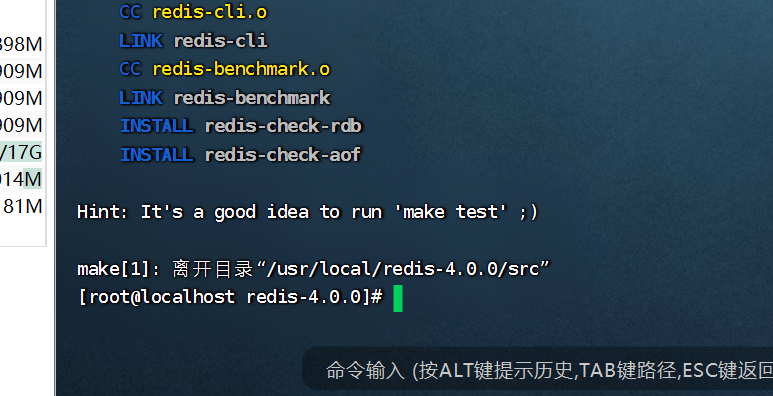 CC redis-cli.o
898M
LINK redis-cli
909M
CC redis-benchmark.o
909M
LINK redis-benchmark
909M
INSTALL redis-check-rdb
/17G
INSTALL redis-check-aof
914M
81M
Hint: It's a good idea to run 'make test' ;)
make[1]: 离开目录“/usr/local/redis-4.0.0/src”
[root@localhost redis-4.0.0]#
命令输入 (按ALT键提示历史,TAB键路径,ESC键返回